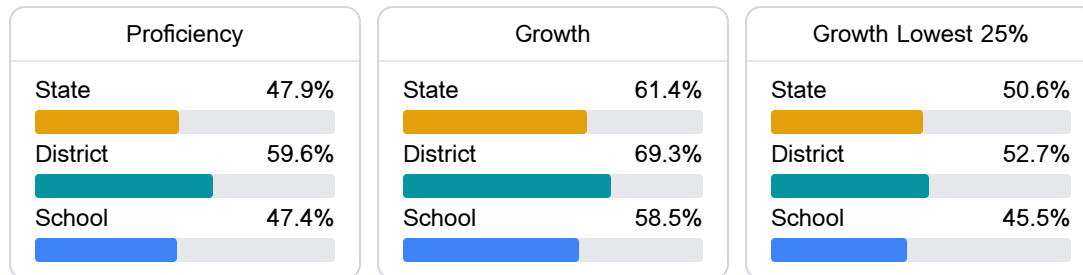 Proficiency
State 47.9%
District 59.6%
School 47.4%
Growth
State 61.4%
District 69.3%
School 58.5%
Growth Lowest 25%
State 50.6%
District 52.7%
School 45.5%